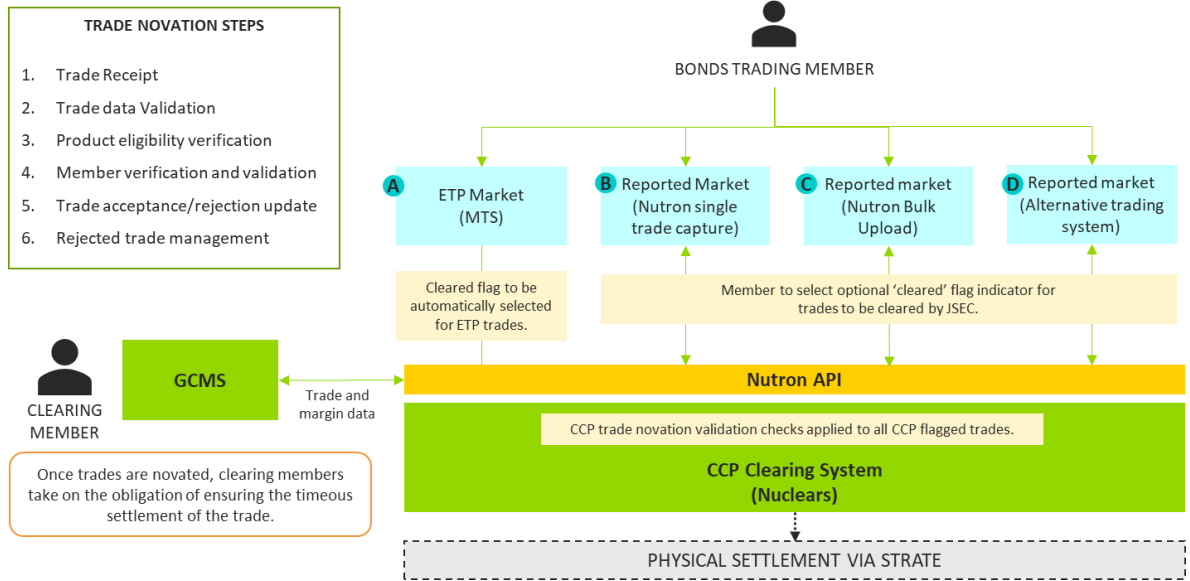 TRADE NOVATION STEPS
1. Trade Receipt
2. Trade data Validation
3. Product eligibility verification
4. Member verification and validation
5. Trade acceptance/rejection update
6. Rejected trade management
BONDS TRADING MEMBER
A
ETP Market
(MTS)
B
Reported Market
(Nutron single
trade capture)
C
Reported market
(Nutron Bulk
Upload)
D
Reported market
(Alternative trading
system)
Cleared flag to be
automatically selected
for ETP trades.
Member to select optional ‘cleared’ flag indicator for
trades to be cleared by JSEC.
CLEARING
MEMBER
GCMS
Trade and
margin data
Nutron API
CCP trade novation validation checks applied to all CCP flagged trades.
CCP Clearing System
(Nuclears)
Once trades are novated, clearing members
take on the obligation of ensuring the timeous
settlement of the trade.
PHYSICAL SETTLEMENT VIA STRATE